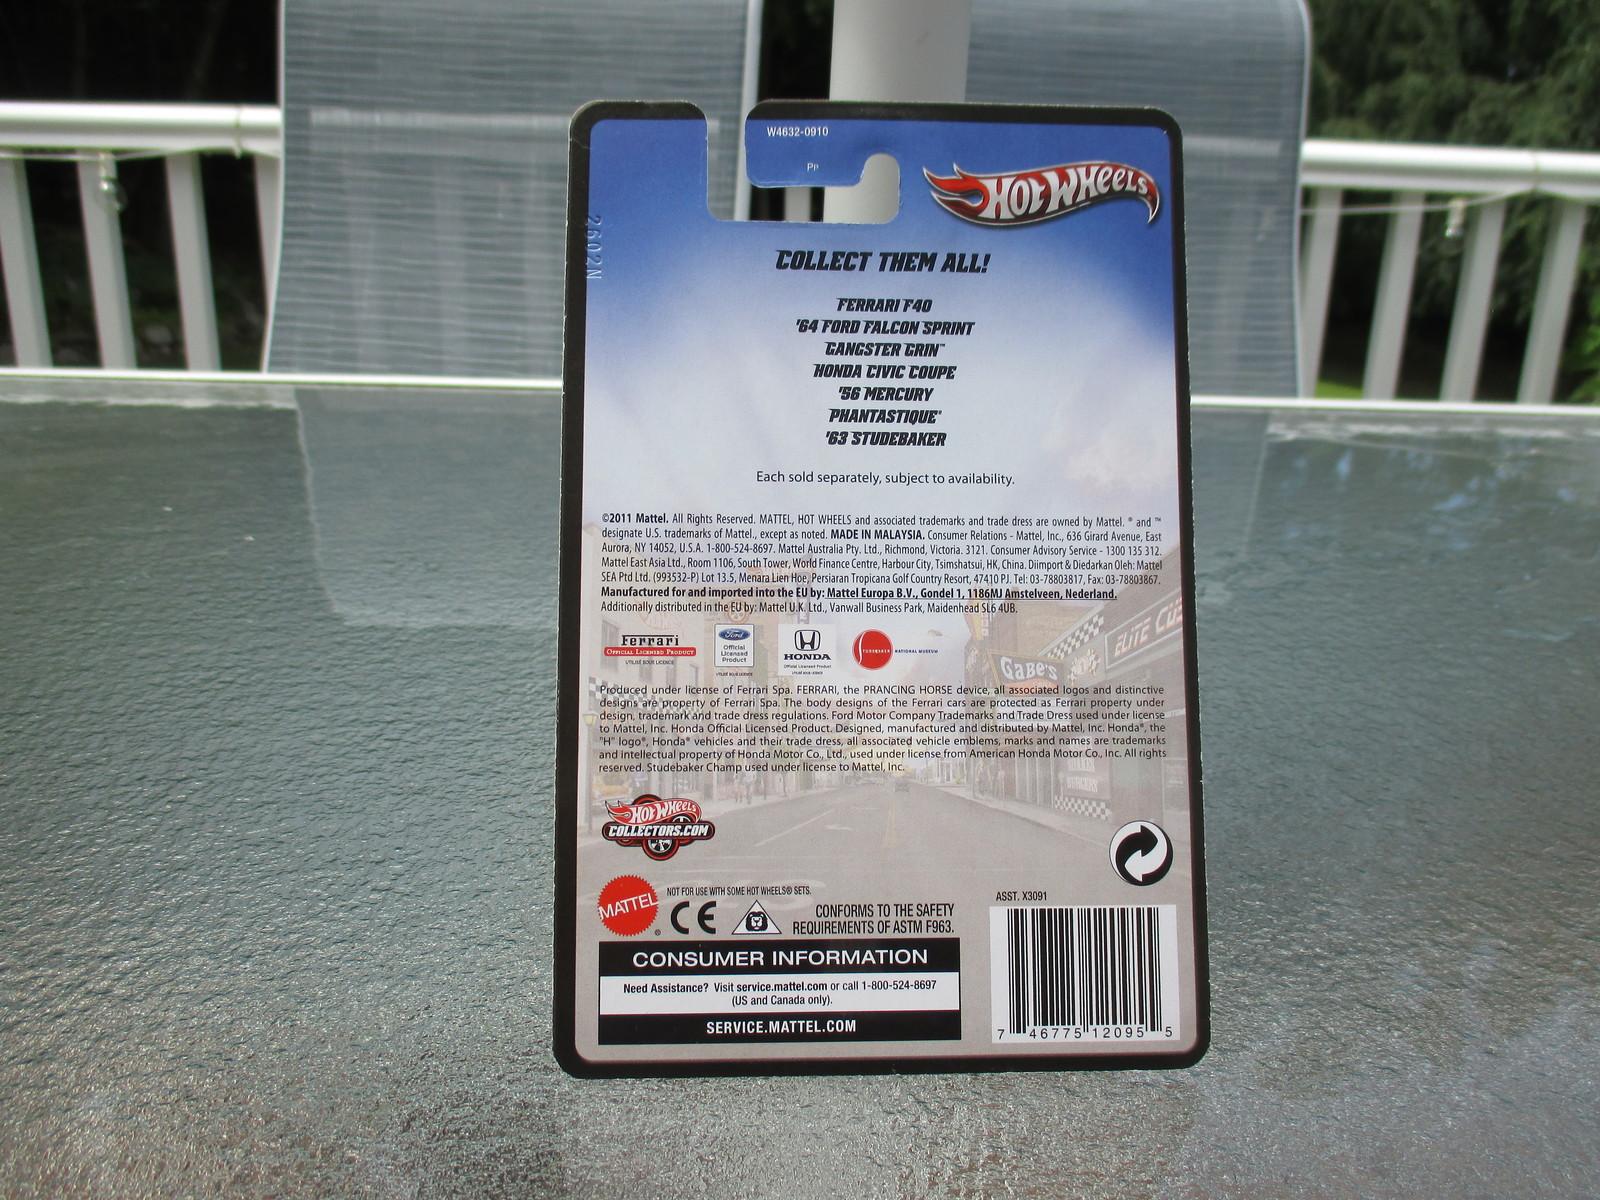 W4632-0910
PP
HOT WHEELS
2602N
COLLECT THEM ALL!
FERRARI F40
'64 FORD FALCON SPRINT
GANGSTER GRIN™
HONDA CIVIC COUPE
'56 MERCURY
PHANTASTIQUE®
'63 STUDEBAKER
Each sold separately, subject to availability.
©2011 Mattel. All Rights Reserved. MATTEL, HOT WHEELS and associated trademarks and trade dress are owned by Mattel. ® and ™
designate U.S. trademarks of Mattel., except as noted. MADE IN MALAYSIA. Consumer Relations - Mattel, Inc., 636 Girard Avenue, East
Aurora, NY 14052, U.S.A. 1-800-524-8697. Mattel Australia Pty. Ltd., Richmond, Victoria. 3121. Consumer Advisory Service - 1300 135 312.
Mattel East Asia Ltd., Room 1106, South Tower, World Finance Centre, Harbour City, Tsimshatsui, HK, China. Diimport & Diedarkan Oleh: Mattel
SEA Ptd Ltd. (993532-P) Lot 13.5, Menara Lien Hoe, Persiaran Tropicana Golf Country Resort, 47410 PJ. Tel: 03-78803817, Fax: 03-78803867.
Manufactured for and imported into the EU by: Mattel Europa B.V., Gondel 1, 1186MJ Amstelveen, Nederland.
Additionally distributed in the EU by: Mattel U.K. Ltd., Vanwall Business Park, Maidenhead SL6 4UB.
Ferrari
OFFICIAL LICENSED PRODUCT
UTILISÉ SOUS LICENCE
Ford
Official
Licensed
Product
UTILISÉ SOUS LICENCE
HONDA
Official Licensed Product
UTILISÉ SOUS LICENCE
STUDEBAKER NATIONAL MUSEUM
ELITE CU
GABE'S
Produced under license of Ferrari Spa. FERRARI, the PRANCING HORSE device, all associated logos and distinctive
designs are property of Ferrari Spa. The body designs of the Ferrari cars are protected as Ferrari property under
design, trademark and trade dress regulations. Ford Motor Company Trademarks and Trade Dress used under license
to Mattel, Inc. Honda Official Licensed Product. Designed, manufactured and distributed by Mattel, Inc. Honda®, the
"H" logo®, Honda® vehicles and their trade dress, all associated vehicle emblems, marks and names are trademarks
and intellectual property of Honda Motor Co., Ltd., used under license from American Honda Motor Co., Inc. All rights
reserved. Studebaker Champ used under license to Mattel, Inc.
BURGERS
HOT WHEELS
COLLECTORS.COM
MATTEL®
NOT FOR USE WITH SOME HOT WHEELS® SETS.
CE
CONFORMS TO THE SAFETY
REQUIREMENTS OF ASTM F963.
CONSUMER INFORMATION
Need Assistance? Visit service.mattel.com or call 1-800-524-8697
(US and Canada only).
SERVICE.MATTEL.COM
ASST. X3091
7 46775 12095 5